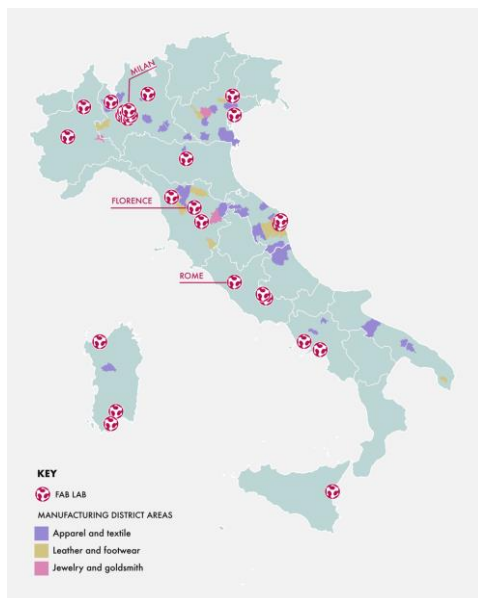 MILAN
FLORENCE
ROME
KEY
FAB LAB
MANUFACTURING DISTRICT AREAS
Apparel and textile
Leather and footwear
Jewelry and goldsmith